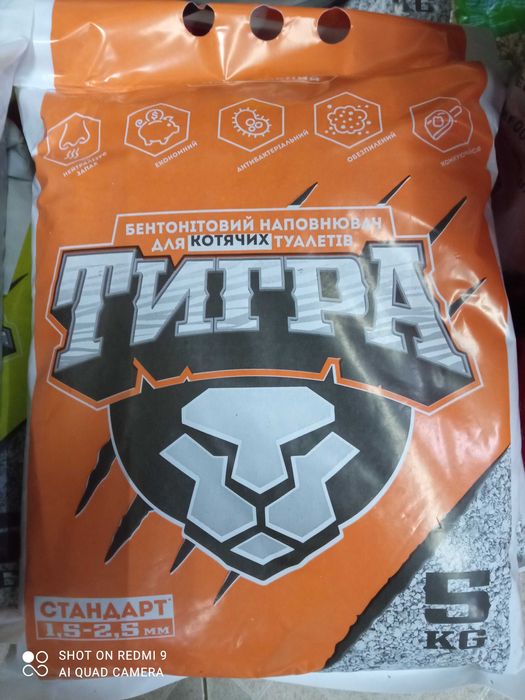 НЕЙТРАЛІЗУЄ
ЗАПАХ
ЕКОНОМНИЙ
АНТИБАКТЕРІАЛЬНИЙ
ОБЕЗПИЛЕНИЙ
КОМКУЮЧИЙСЯ
БЕНТОНІТОВИЙ НАПОВНЮВАЧ
ДЛЯ КОТЯЧИХ ТУАЛЕТІВ
ТИГРА
СТАНДАРТ
1,5-2,5 ММ
5
KG
SHOT ON REDMI 9
AI QUAD CAMERA